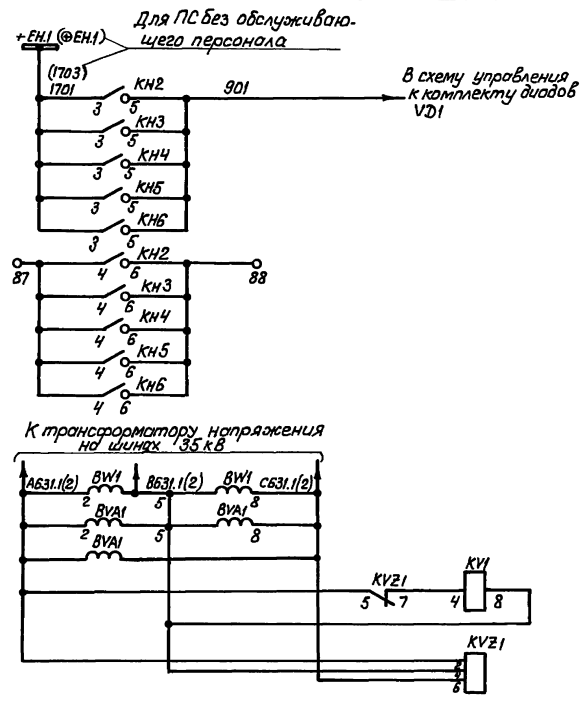 Для ПС без обслуживаю-
щего персонала
+ЕН.1 (⊕ЕН.1)
(1703)
1701
КН2
901
В схему управления
к комплекту диодов
VD1
3 5
КН3
3 5
КН4
3 5
КН5
3 5
КН6
3 5
КН2
87
4 6
88
КН3
4 6
КН4
4 6
КН5
4 6
КН6
4 6
К трансформатору напряжения
на шинах 35 кВ
А631.1(2) BW1 В631.1(2) BW1 С631.1(2)
2 5 8
BVA1 BVA1
2 5 8
BVA1
KVZ1 KV1
5 7 4 8
KVZ1
2
4
6